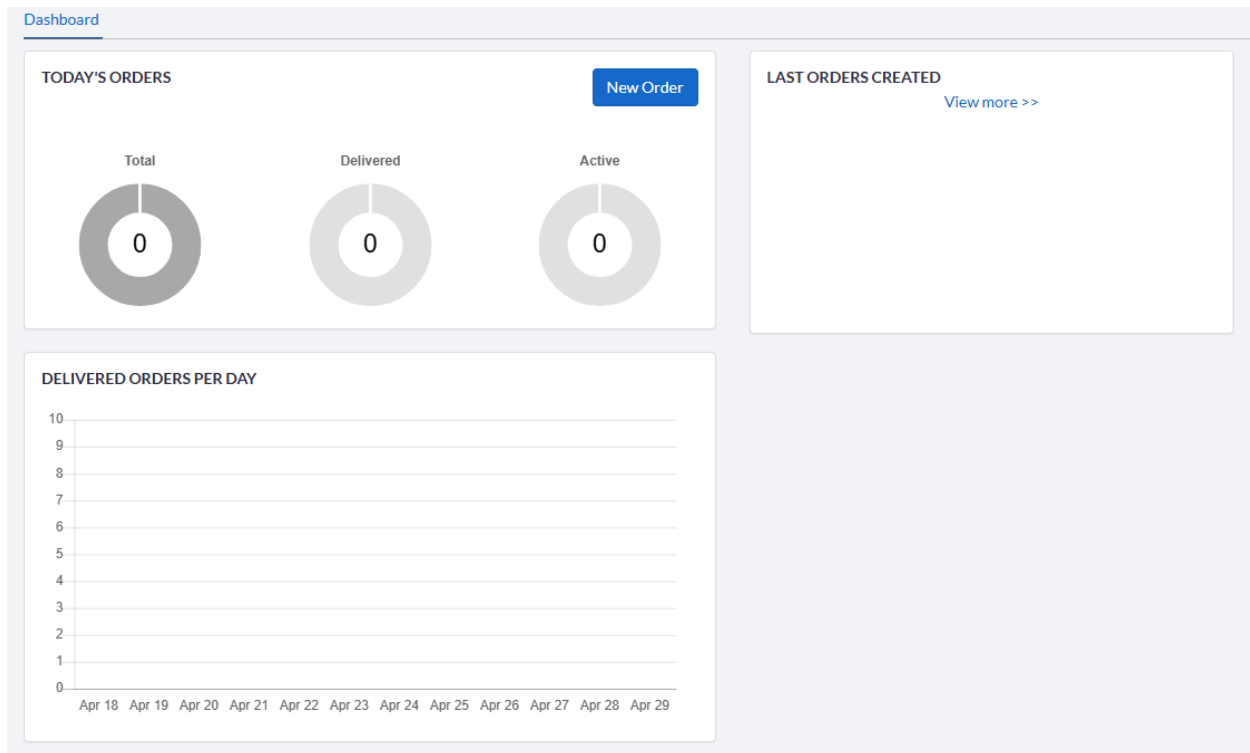 Dashboard
TODAY'S ORDERS
New Order
Total Delivered Active
0 0 0
LAST ORDERS CREATED
View more >>
DELIVERED ORDERS PER DAY
10
9
8
7
6
5
4
3
2
1
0
Apr 18 Apr 19 Apr 20 Apr 21 Apr 22 Apr 23 Apr 24 Apr 25 Apr 26 Apr 27 Apr 28 Apr 29